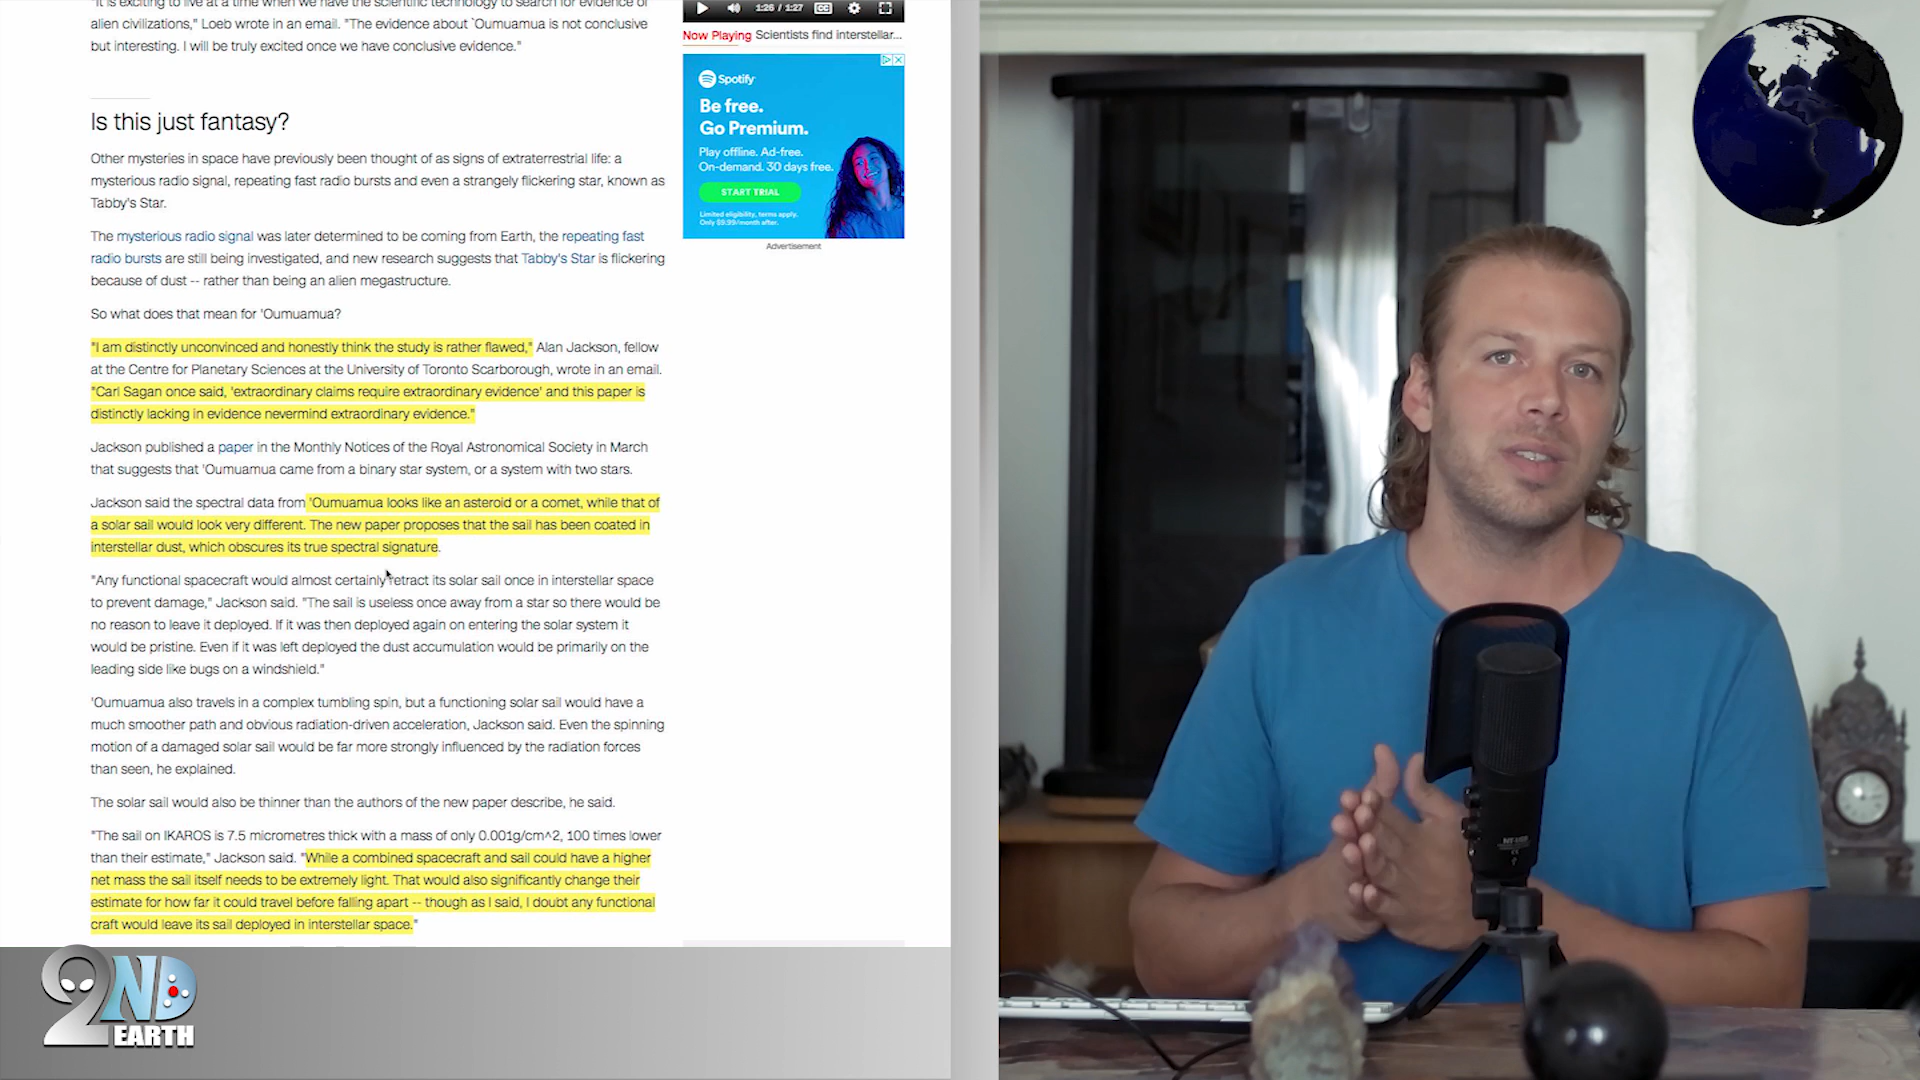 "It is exciting to live at a time when we have the scientific technology to search for evidence of
alien civilizations," Loeb wrote in an email. "The evidence about `Oumuamua is not conclusive
but interesting. I will be truly excited once we have conclusive evidence."
1:26 / 1:27
CC
Now Playing Scientists find interstellar...
Spotify
Be free.
Go Premium.
Play offline. Ad-free.
On-demand. 30 days free.
START TRIAL
Limited eligibility, terms apply.
Only $9.99/month after.
Advertisement
Is this just fantasy?
Other mysteries in space have previously been thought of as signs of extraterrestrial life: a
mysterious radio signal, repeating fast radio bursts and even a strangely flickering star, known as
Tabby's Star.
The mysterious radio signal was later determined to be coming from Earth, the repeating fast
radio bursts are still being investigated, and new research suggests that Tabby's Star is flickering
because of dust -- rather than being an alien megastructure.
So what does that mean for 'Oumuamua?
"I am distinctly unconvinced and honestly think the study is rather flawed," Alan Jackson, fellow
at the Centre for Planetary Sciences at the University of Toronto Scarborough, wrote in an email.
"Carl Sagan once said, 'extraordinary claims require extraordinary evidence' and this paper is
distinctly lacking in evidence nevermind extraordinary evidence."
Jackson published a paper in the Monthly Notices of the Royal Astronomical Society in March
that suggests that 'Oumuamua came from a binary star system, or a system with two stars.
Jackson said the spectral data from 'Oumuamua looks like an asteroid or a comet, while that of
a solar sail would look very different. The new paper proposes that the sail has been coated in
interstellar dust, which obscures its true spectral signature.
"Any functional spacecraft would almost certainly retract its solar sail once in interstellar space
to prevent damage," Jackson said. "The sail is useless once away from a star so there would be
no reason to leave it deployed. If it was then deployed again on entering the solar system it
would be pristine. Even if it was left deployed the dust accumulation would be primarily on the
leading side like bugs on a windshield."
'Oumuamua also travels in a complex tumbling spin, but a functioning solar sail would have a
much smoother path and obvious radiation-driven acceleration, Jackson said. Even the spinning
motion of a damaged solar sail would be far more strongly influenced by the radiation forces
than seen, he explained.
The solar sail would also be thinner than the authors of the new paper describe, he said.
"The sail on IKAROS is 7.5 micrometres thick with a mass of only 0.001g/cm^2, 100 times lower
than their estimate," Jackson said. "While a combined spacecraft and sail could have a higher
net mass the sail itself needs to be extremely light. That would also significantly change their
estimate for how far it could travel before falling apart -- though as I said, I doubt any functional
craft would leave its sail deployed in interstellar space."
2ND
EARTH